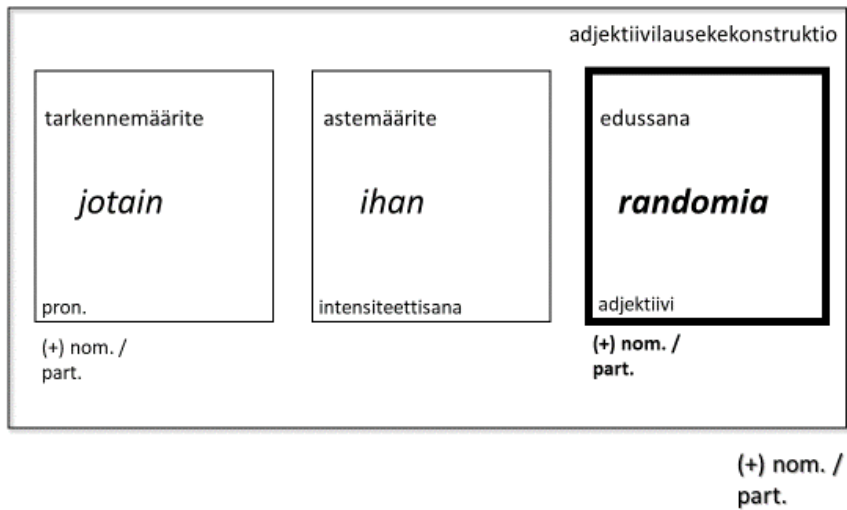 adjektiivilausekekonstruktio
tarkennemäärite
jotain
pron.
(+) nom. /
part.
astemäärite
ihan
intensiteettisana
edussana
randomia
adjektiivi
(+) nom. /
part.
(+) nom. /
part.